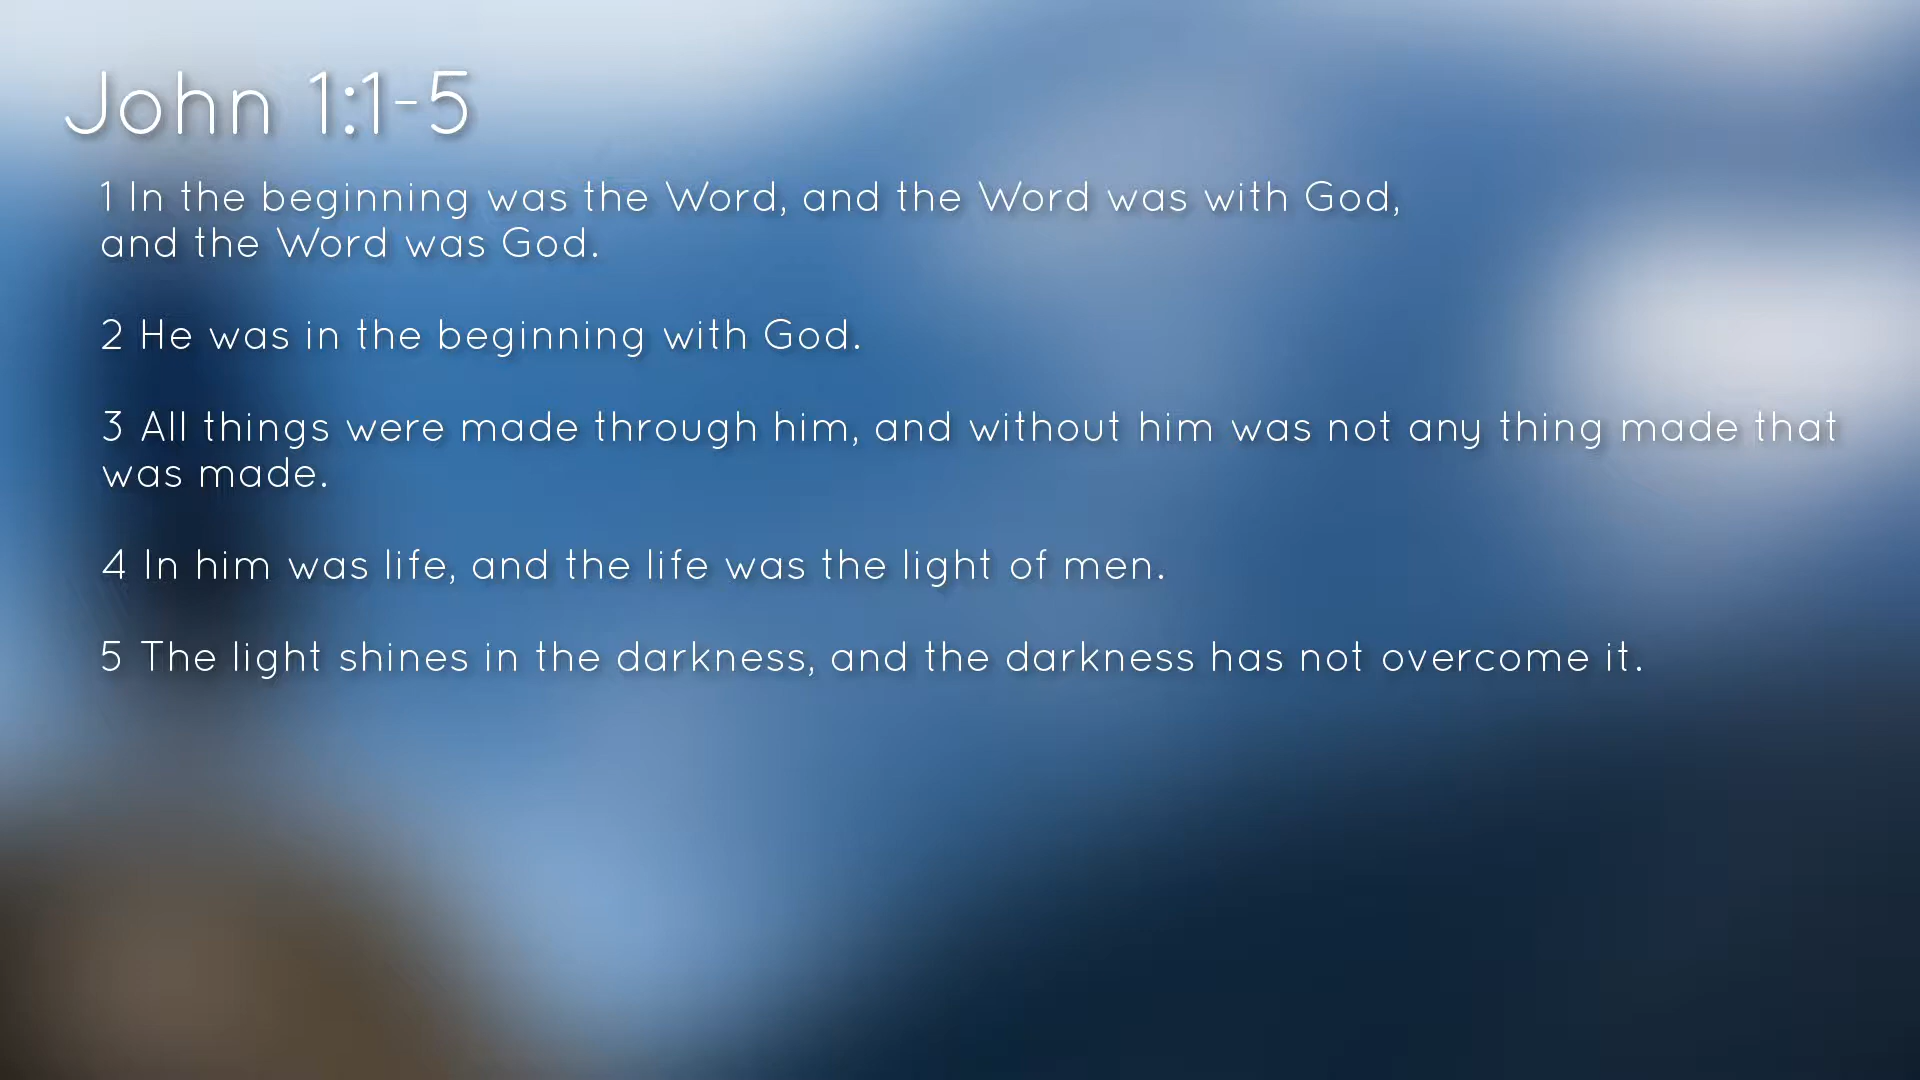 John 1:1-5
1 In the beginning was the Word, and the Word was with God,
and the Word was God.
2 He was in the beginning with God.
3 All things were made through him, and without him was not any thing made that
was made.
4 In him was life, and the life was the light of men.
5 The light shines in the darkness, and the darkness has not overcome it.